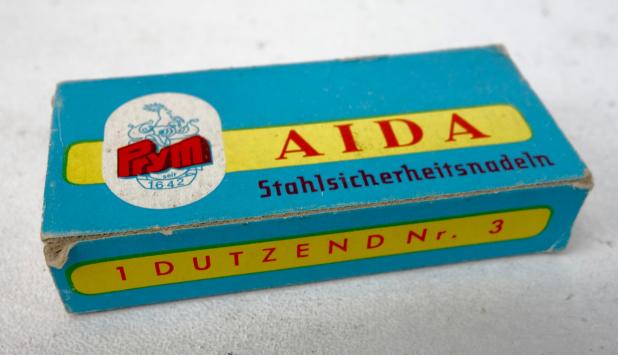 Prym
seit
1642
AIDA
Stahlsicherheitsnadeln
1 DUTZEND Nr. 3